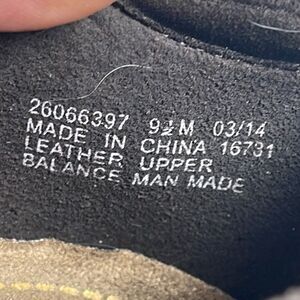 26066397 9½M 03/14
MADE IN CHINA 16731
LEATHER UPPER
BALANCE MAN MADE